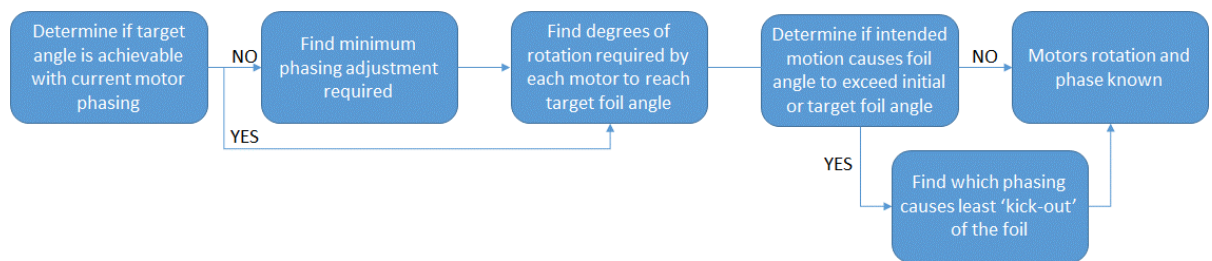 Determine if target
angle is achievable
with current motor
phasing
NO
YES
Find minimum
phasing adjustment
required
Find degrees of
rotation required by
each motor to reach
target foil angle
Determine if intended
motion causes foil
angle to exceed initial
or target foil angle
NO
YES
Motors rotation and
phase known
Find which phasing
causes least ‘kick-out’
of the foil